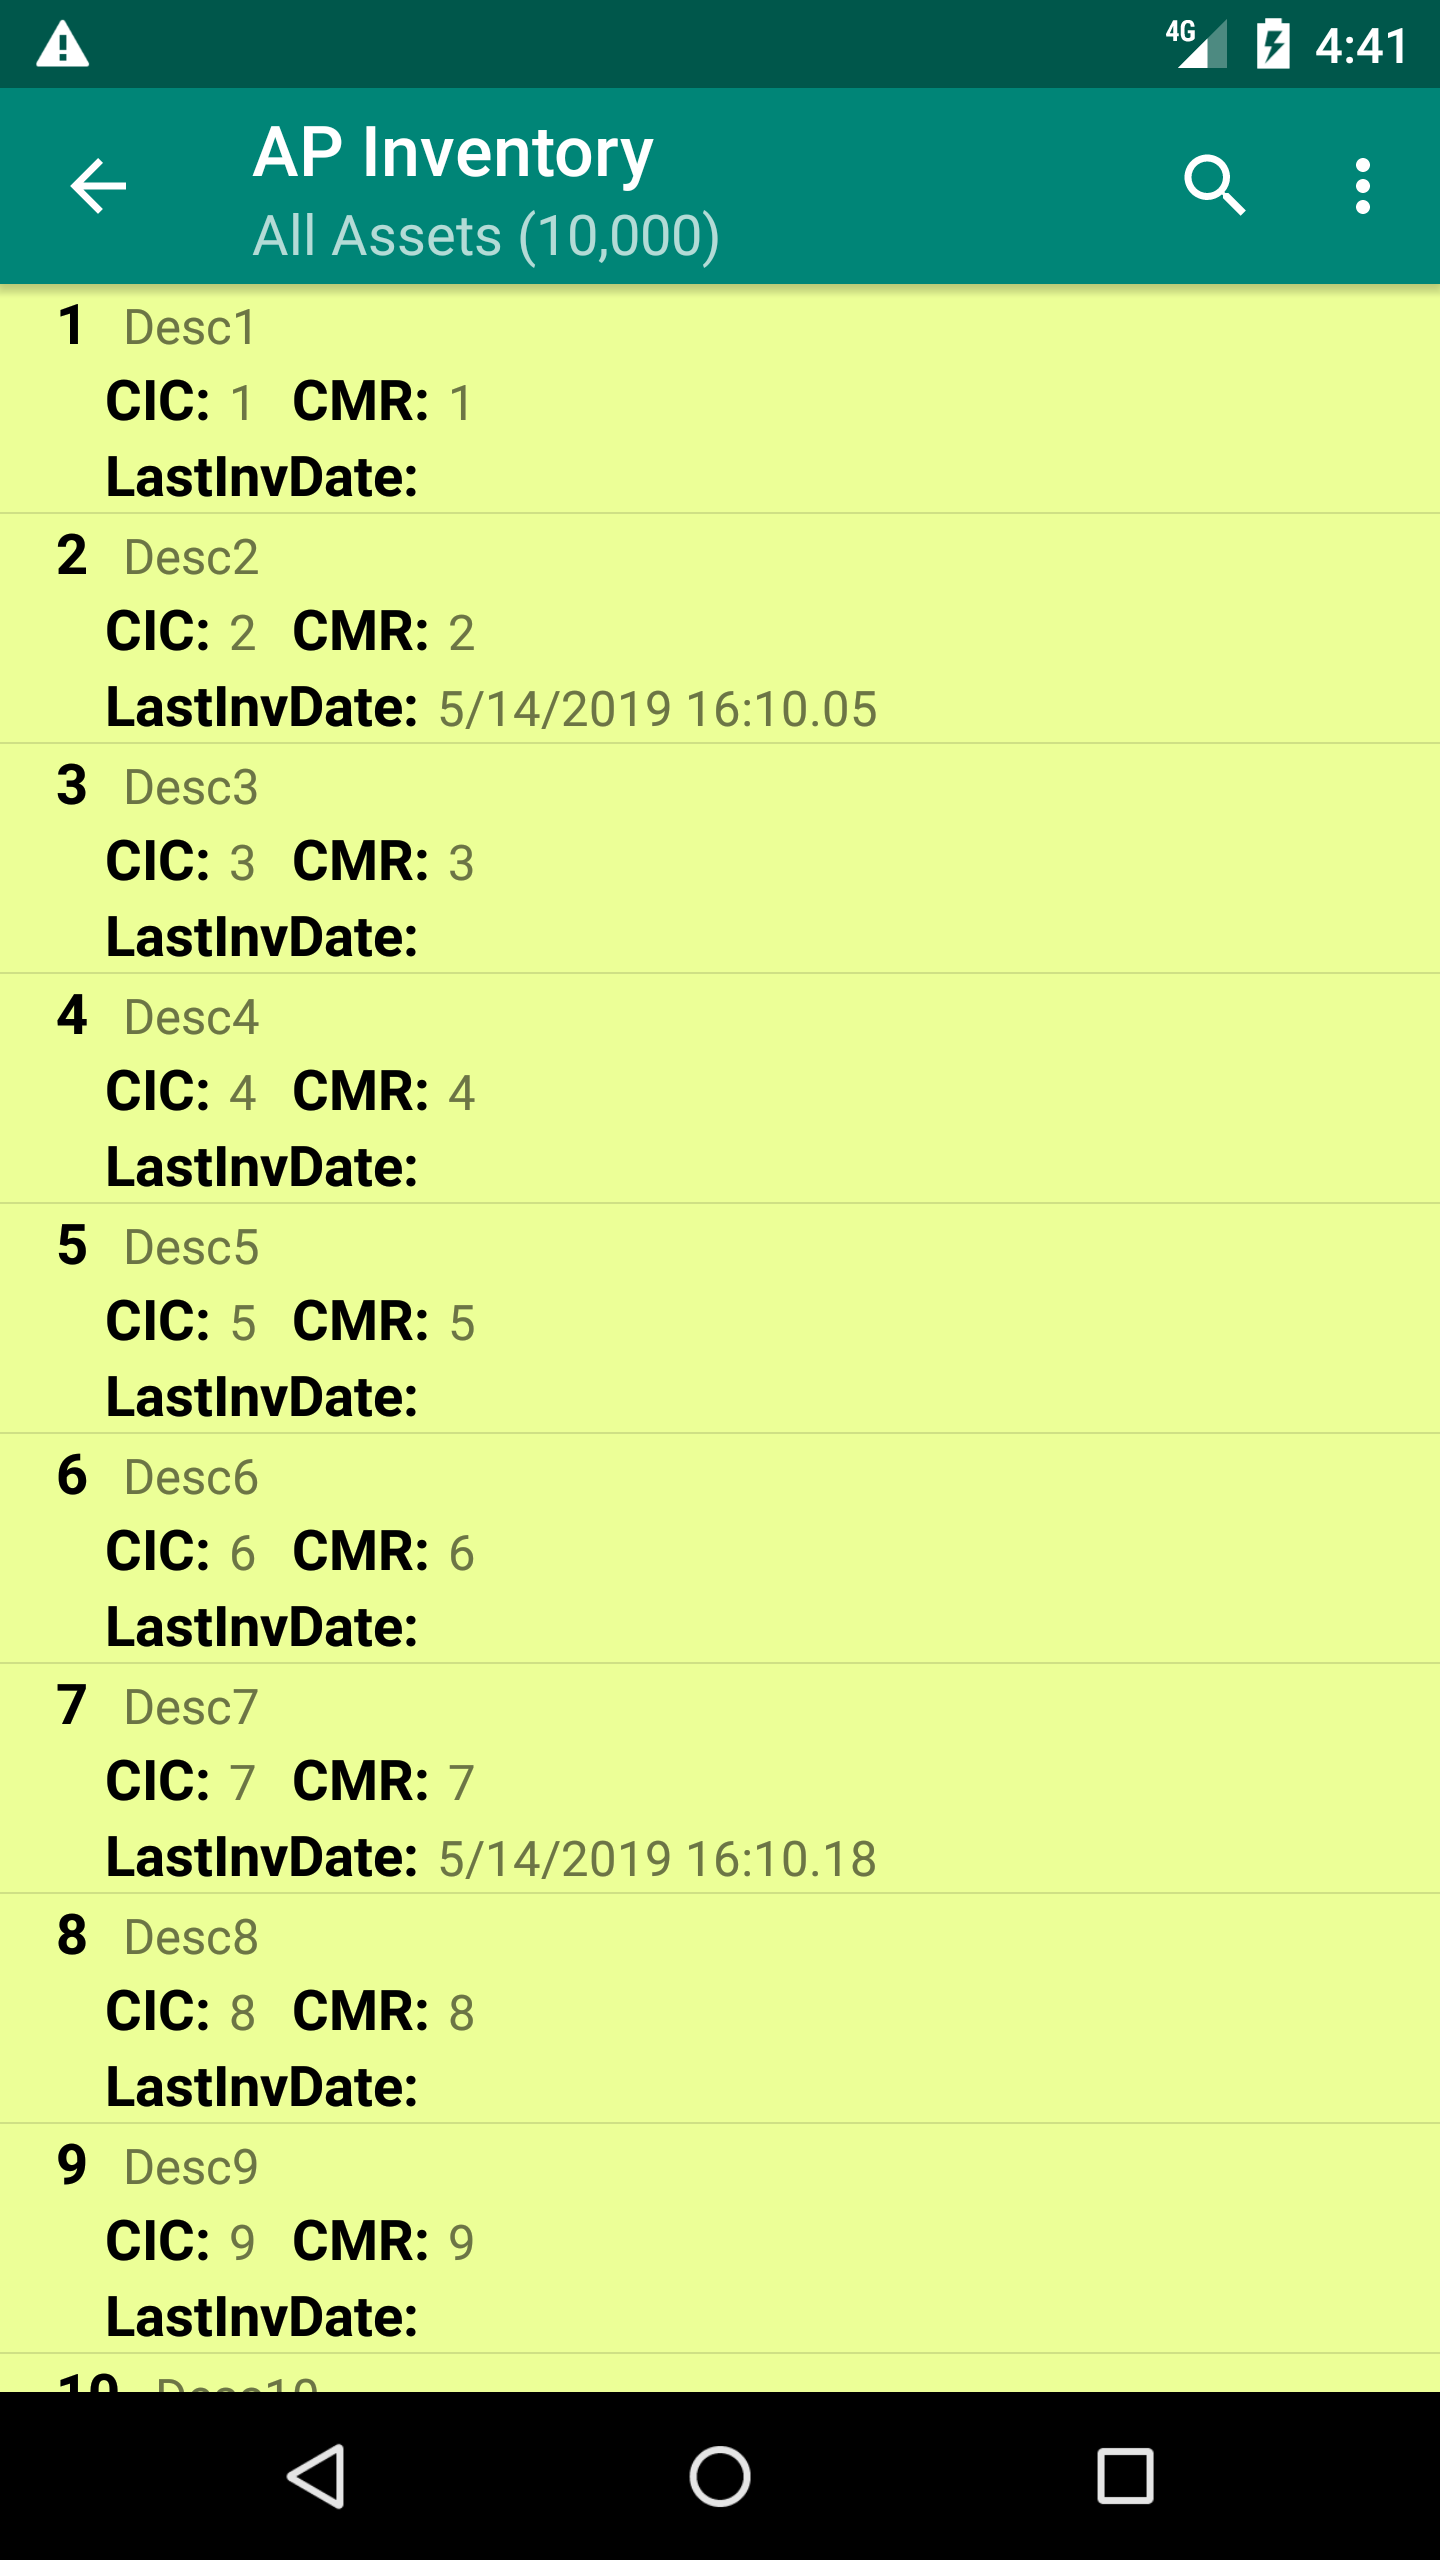 4G 4:41
AP Inventory
All Assets (10,000)
1 Desc1
CIC: 1 CMR: 1
LastInvDate:
2 Desc2
CIC: 2 CMR: 2
LastInvDate: 5/14/2019 16:10.05
3 Desc3
CIC: 3 CMR: 3
LastInvDate:
4 Desc4
CIC: 4 CMR: 4
LastInvDate:
5 Desc5
CIC: 5 CMR: 5
LastInvDate:
6 Desc6
CIC: 6 CMR: 6
LastInvDate:
7 Desc7
CIC: 7 CMR: 7
LastInvDate: 5/14/2019 16:10.18
8 Desc8
CIC: 8 CMR: 8
LastInvDate:
9 Desc9
CIC: 9 CMR: 9
LastInvDate:
10 Desc10